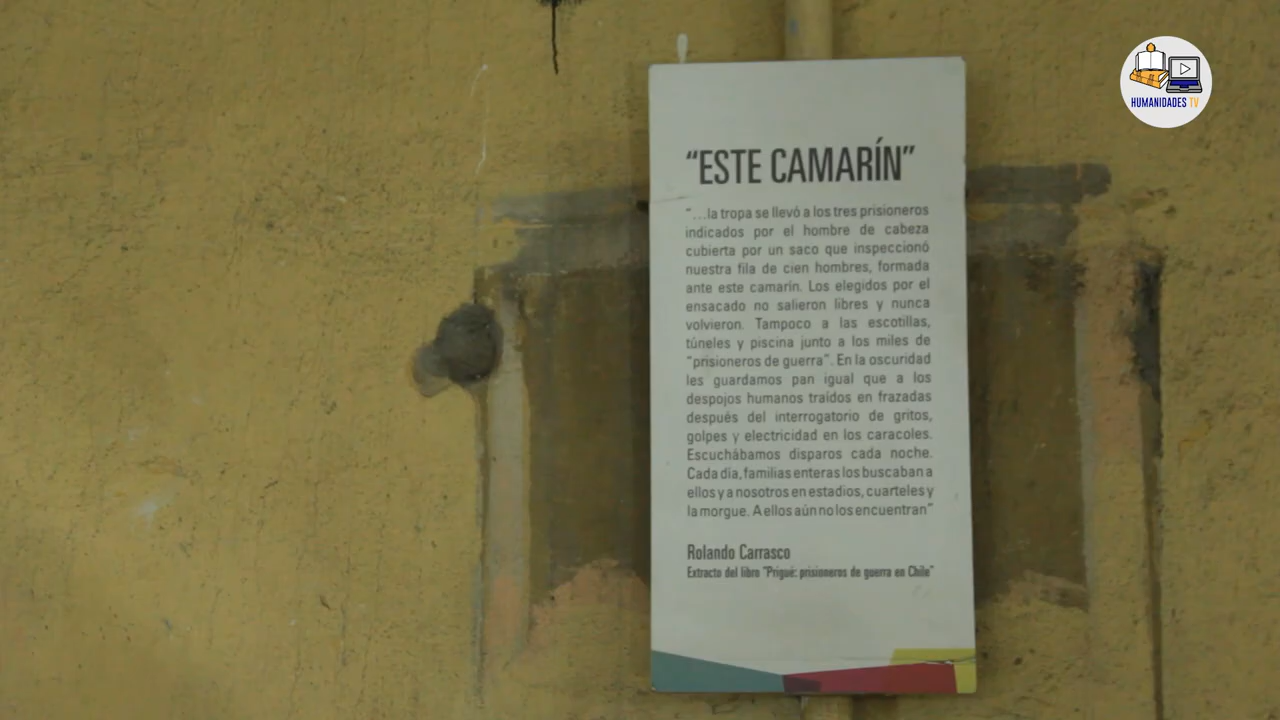 HUMANIDADES TV
“ESTE CAMARÍN”
“...la tropa se llevó a los tres prisioneros
indicados por el hombre de cabeza
cubierta por un saco que inspeccionó
nuestra fila de cien hombres, formada
ante este camarín. Los elegidos por el
ensacado no salieron libres y nunca
volvieron. Tampoco a las escotillas,
túneles y piscina junto a los miles de
“prisioneros de guerra”. En la oscuridad
les guardamos pan igual que a los
despojos humanos traídos en frazadas
después del interrogatorio de gritos,
golpes y electricidad en los caracoles.
Escuchábamos disparos cada noche.
Cada día, familias enteras los buscaban a
ellos y a nosotros en estadios, cuarteles y
la morgue. A ellos aún no los encuentran”
Rolando Carrasco
Extracto del libro “Prigué: prisioneros de guerra en Chile”